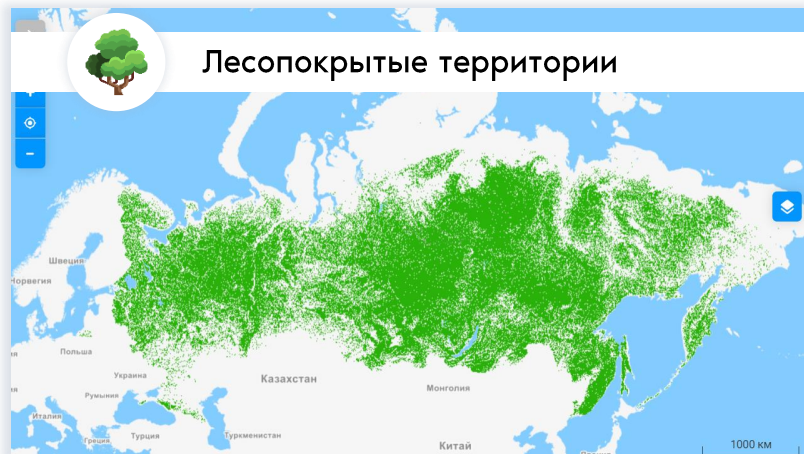 Лесопокрытые территории
Швеция
Норвегия
Польша
Украина
Казахстан
Румыния
Монголия
Италия
Греция
Турция
Туркменистан
Китай
1000 км